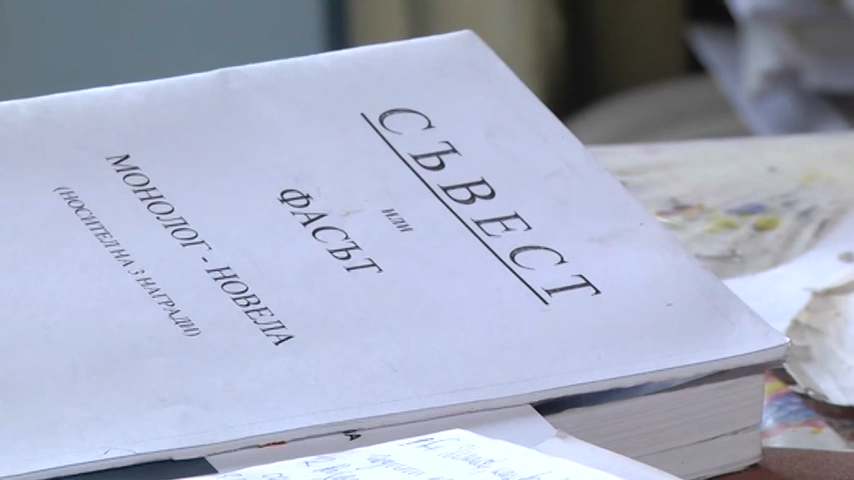 СЪВЕСТ
или
ФАСЪТ
МОНОЛОГ - НОВЕЛА
(НОСИТЕЛ НА 3 НАГРАДИ)